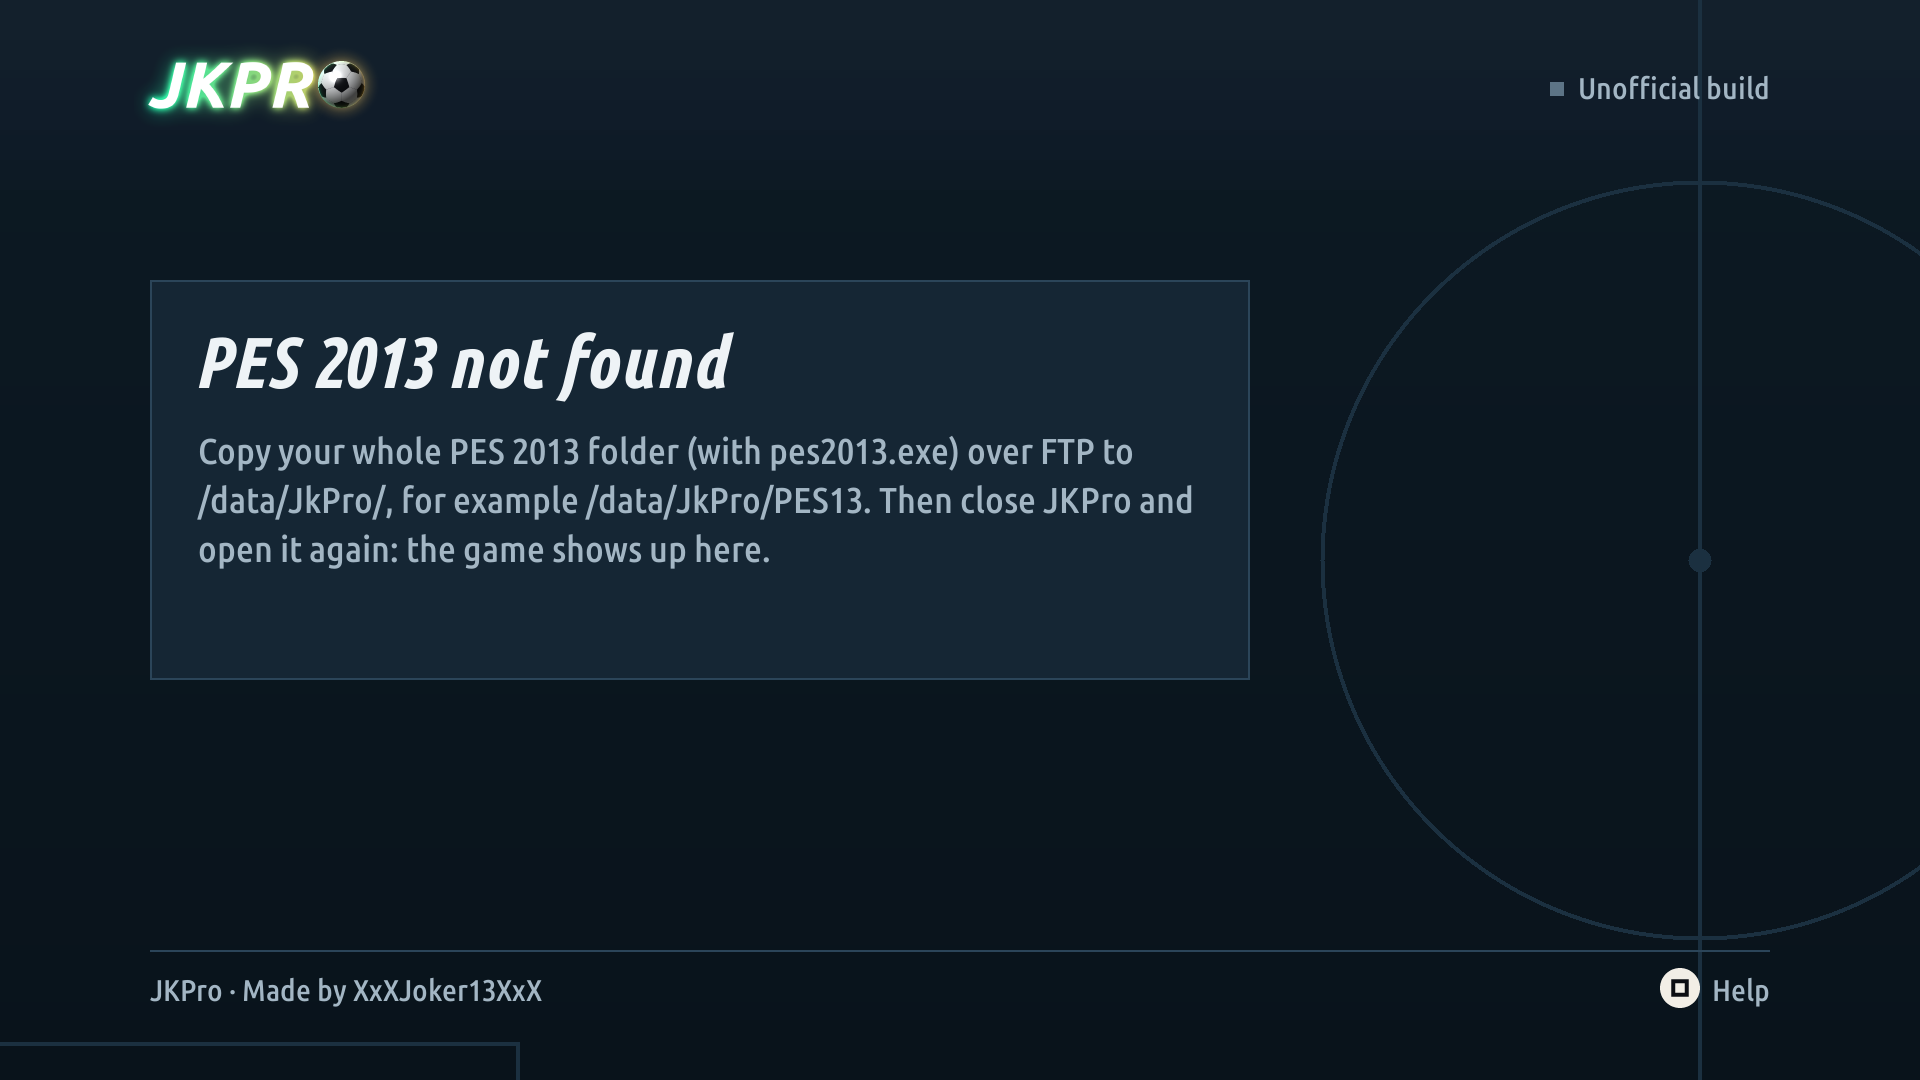 JKPRO
Unofficial build
PES 2013 not found
Copy your whole PES 2013 folder (with pes2013.exe) over FTP to
/data/JkPro/, for example /data/JkPro/PES13. Then close JKPro and
open it again: the game shows up here.
JKPro · Made by XxXJoker13XxX
Help